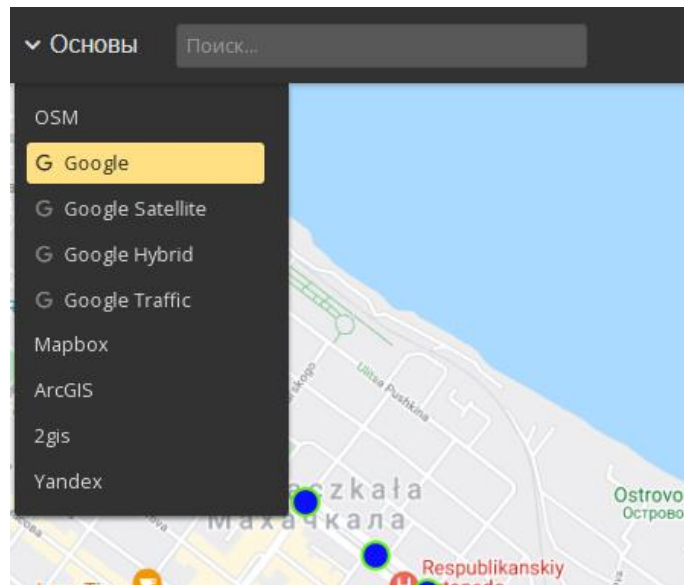 Основы
Поиск...
OSM
Google
Google Satellite
Google Hybrid
Google Traffic
Mapbox
ArcGIS
2gis
Yandex
Ulitsa Pushkina
zkała
Махачкала
Ostrovo
Острово
Respublikanskiy